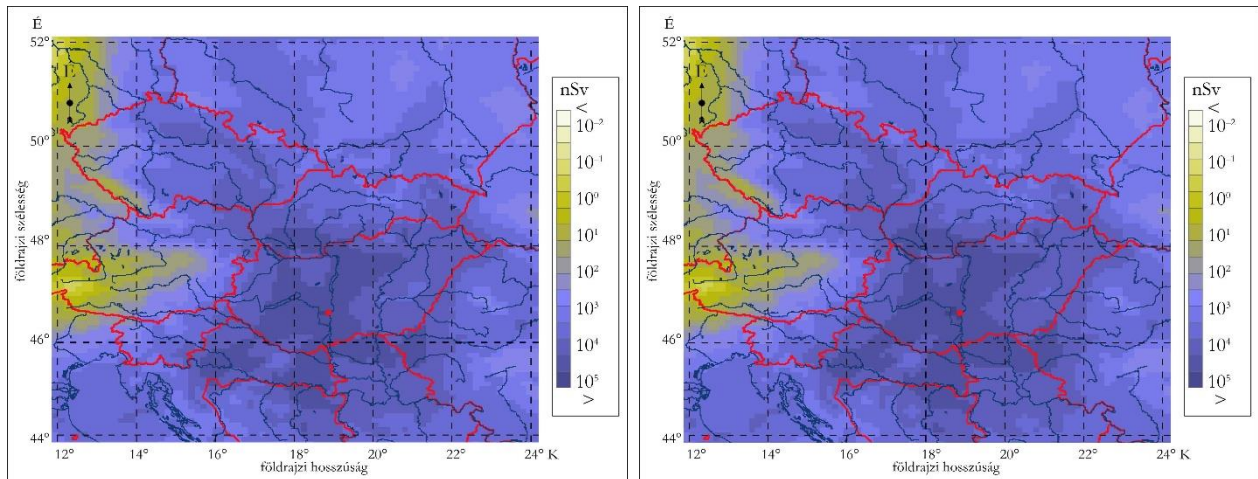 É
52°
50°
48°
46°
44°
földrajzi szélesség
É
12° 14° 16° 18° 20° 22° 24° K
földrajzi hosszúság
nSv
<
10⁻²
10⁻¹
10⁰
10¹
10²
10³
10⁴
10⁵
>
É
52°
50°
48°
46°
44°
földrajzi szélesség
É
12° 14° 16° 18° 20° 22° 24° K
földrajzi hosszúság
nSv
<
10⁻²
10⁻¹
10⁰
10¹
10²
10³
10⁴
10⁵
>